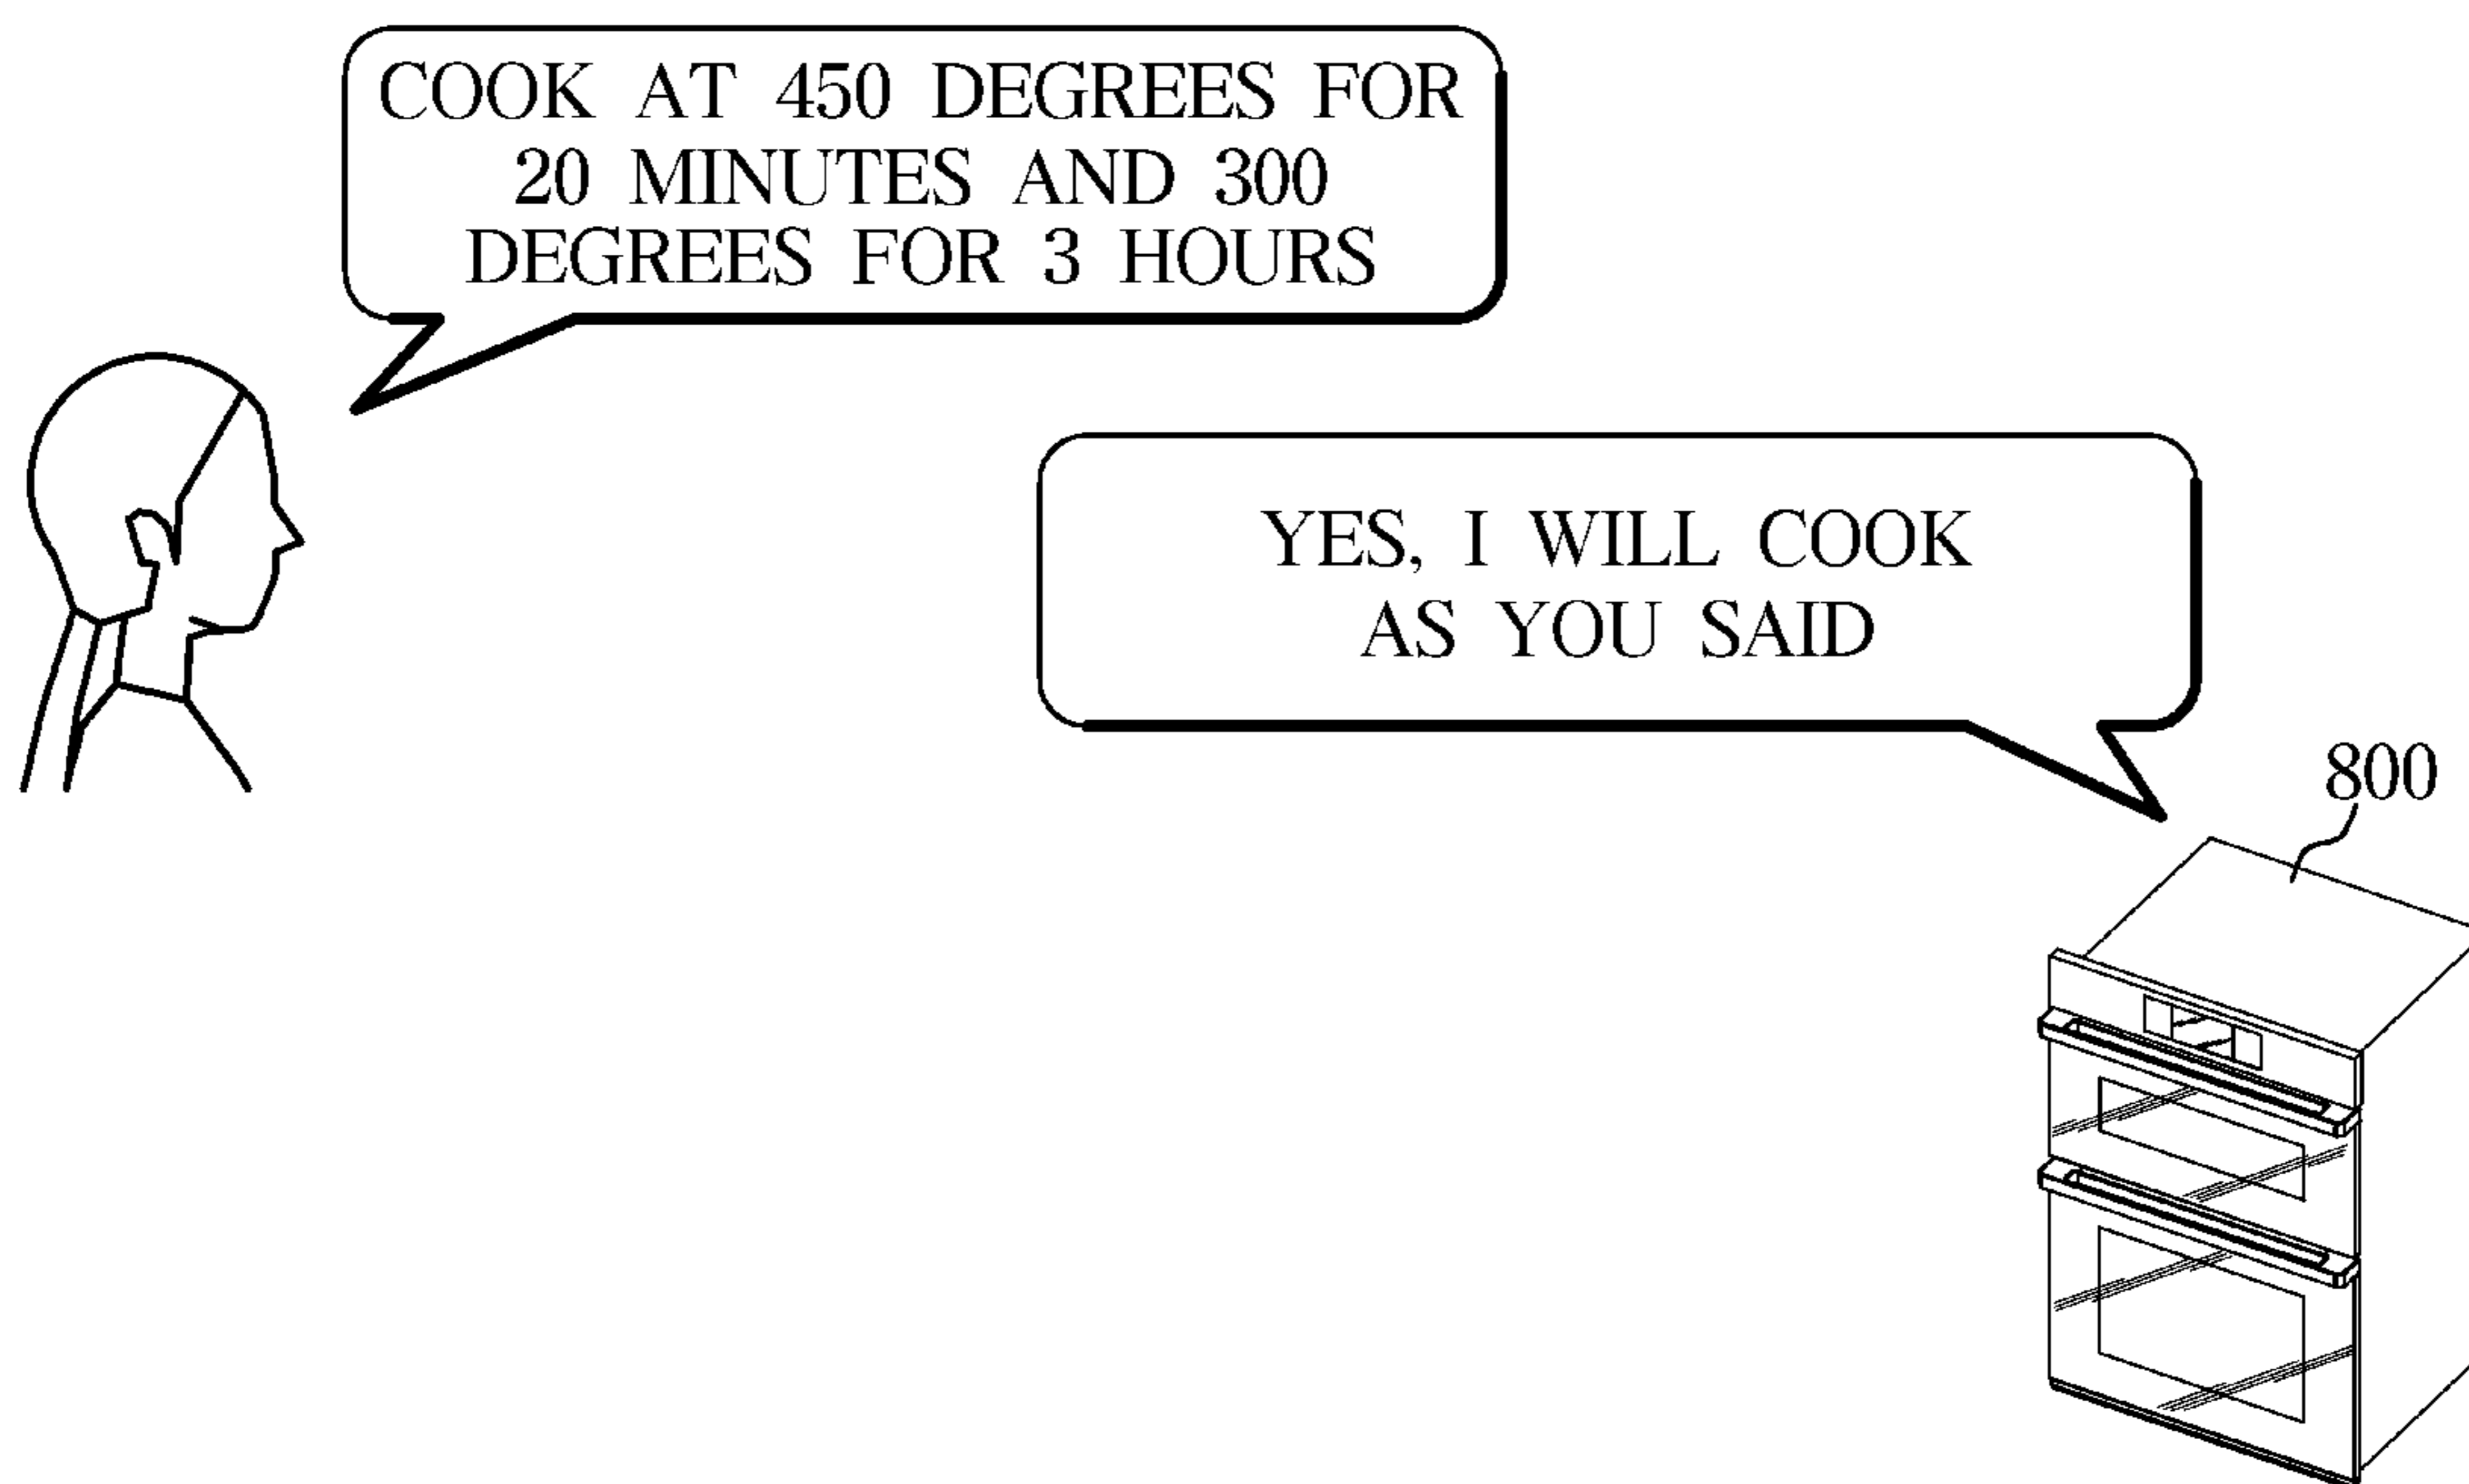 COOK AT 450 DEGREES FOR
20 MINUTES AND 300
DEGREES FOR 3 HOURS
YES, I WILL COOK
AS YOU SAID
800